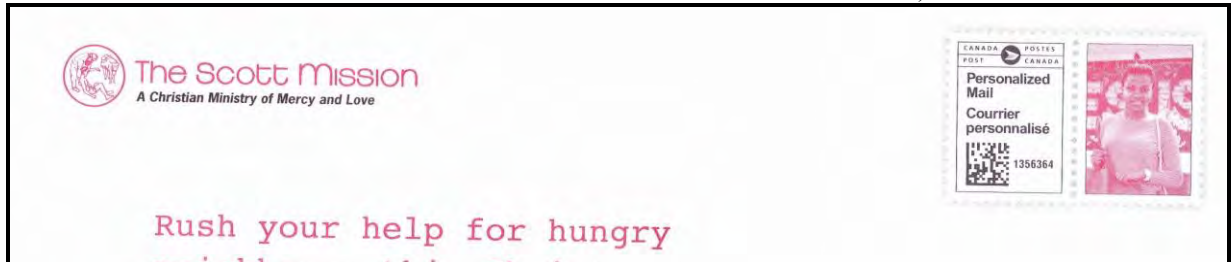 The Scott Mission
A Christian Ministry of Mercy and Love
CANADA POSTES
POST CANADA
Personalized
Mail
Courrier
personnalisé
1356364
Rush your help for hungry